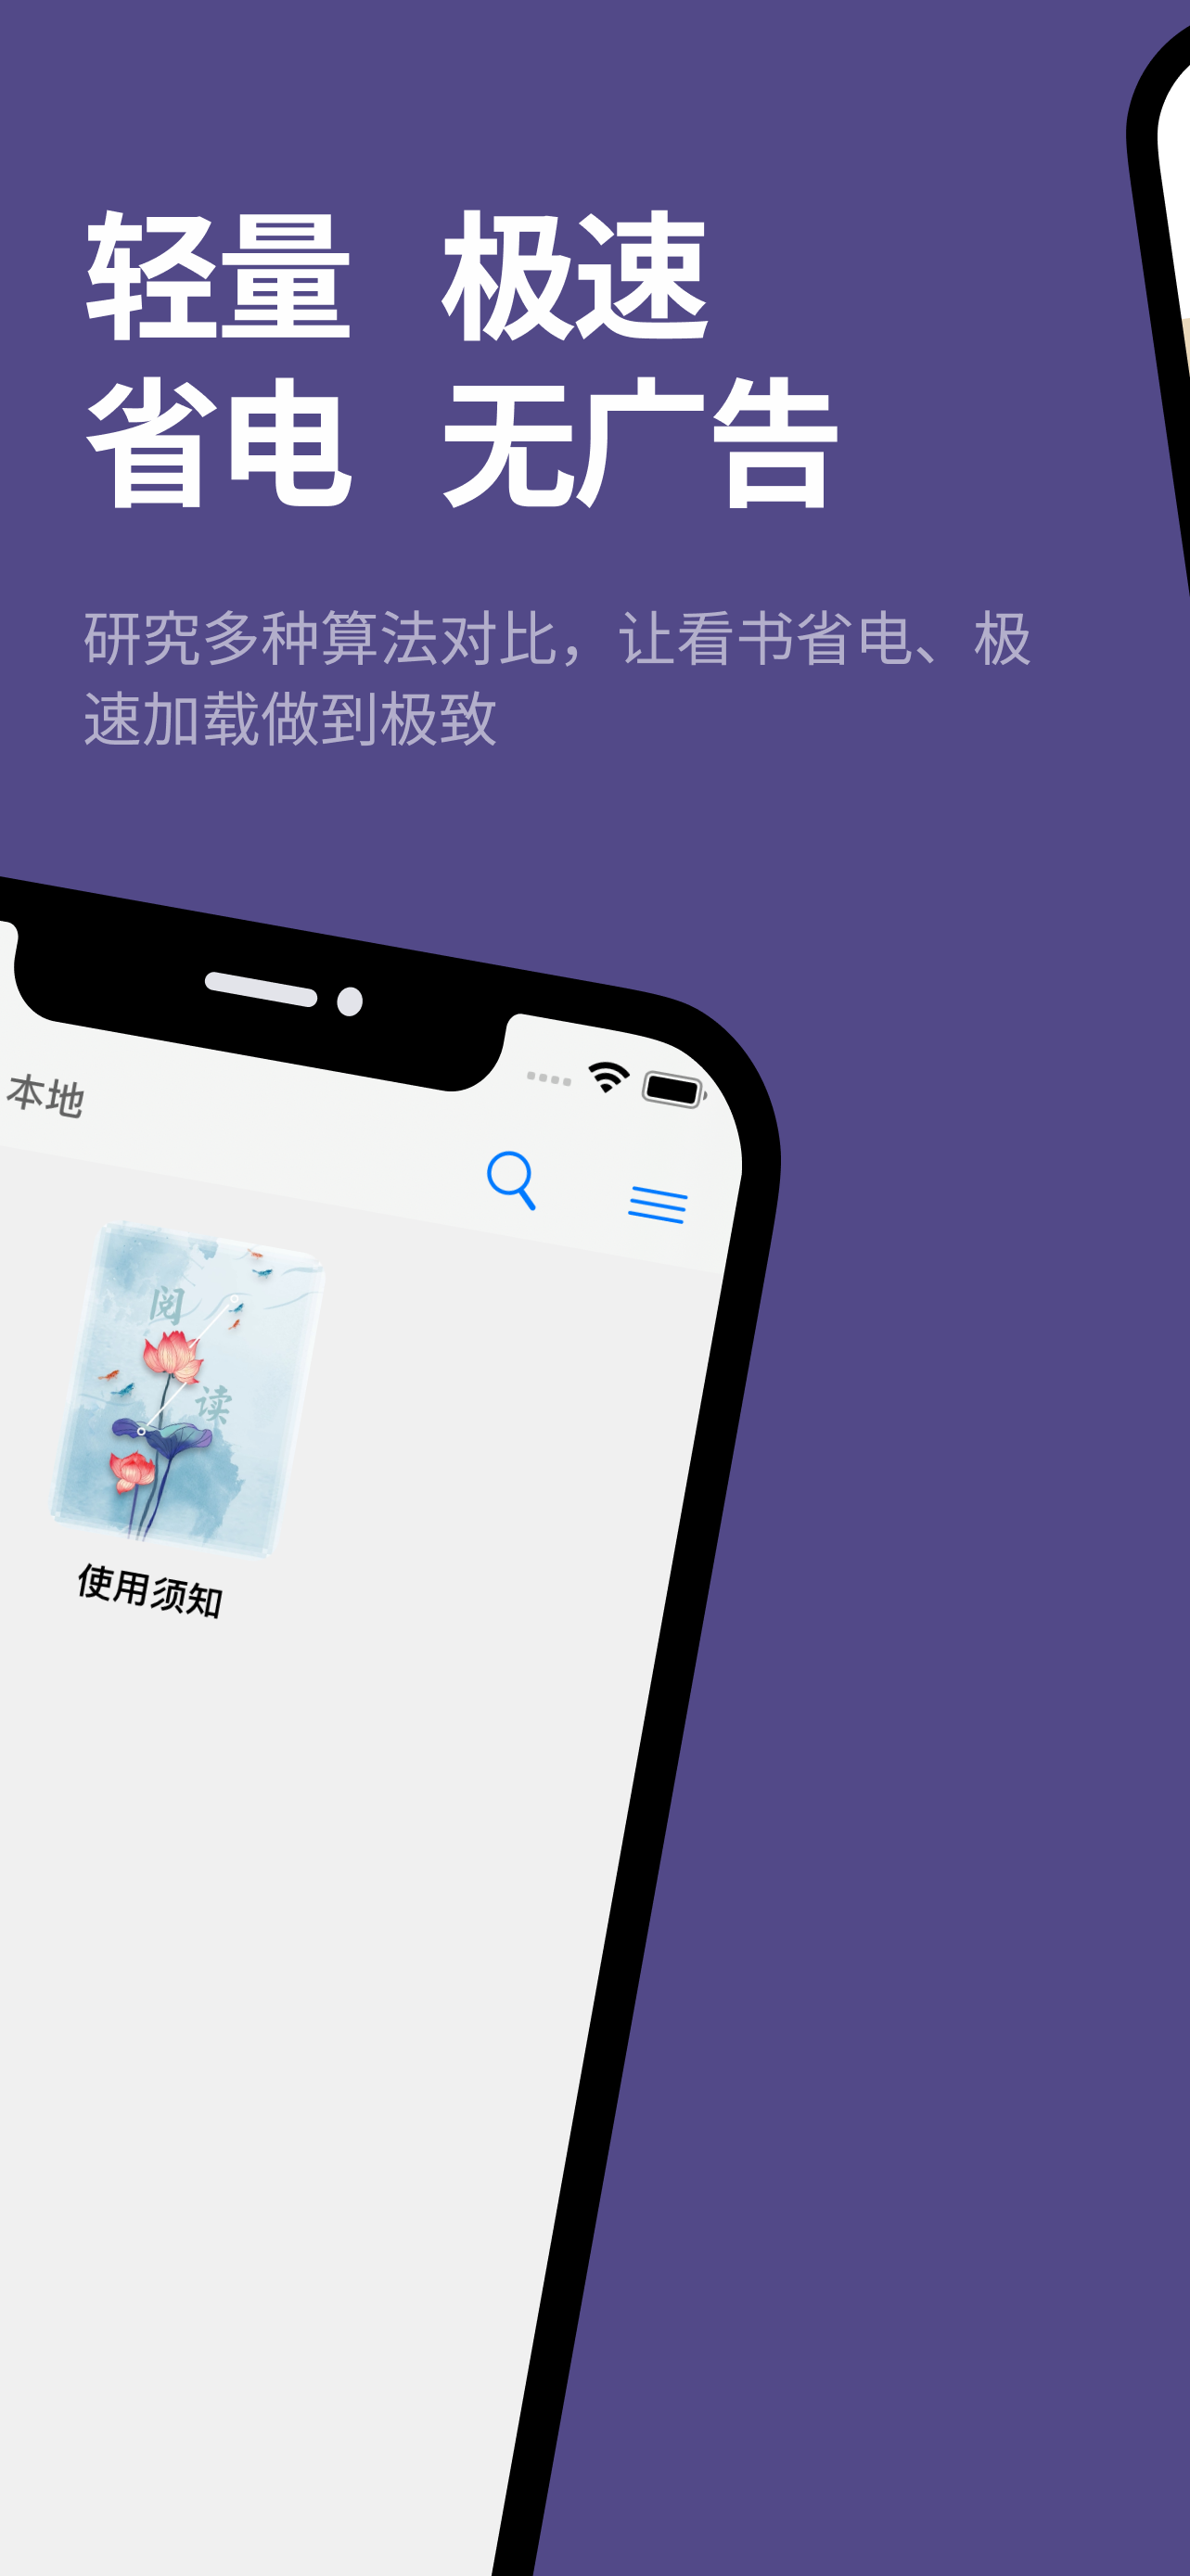 轻量 极速
省电 无广告
研究多种算法对比，让看书省电、极
速加载做到极致
本地
阅
读
使用须知